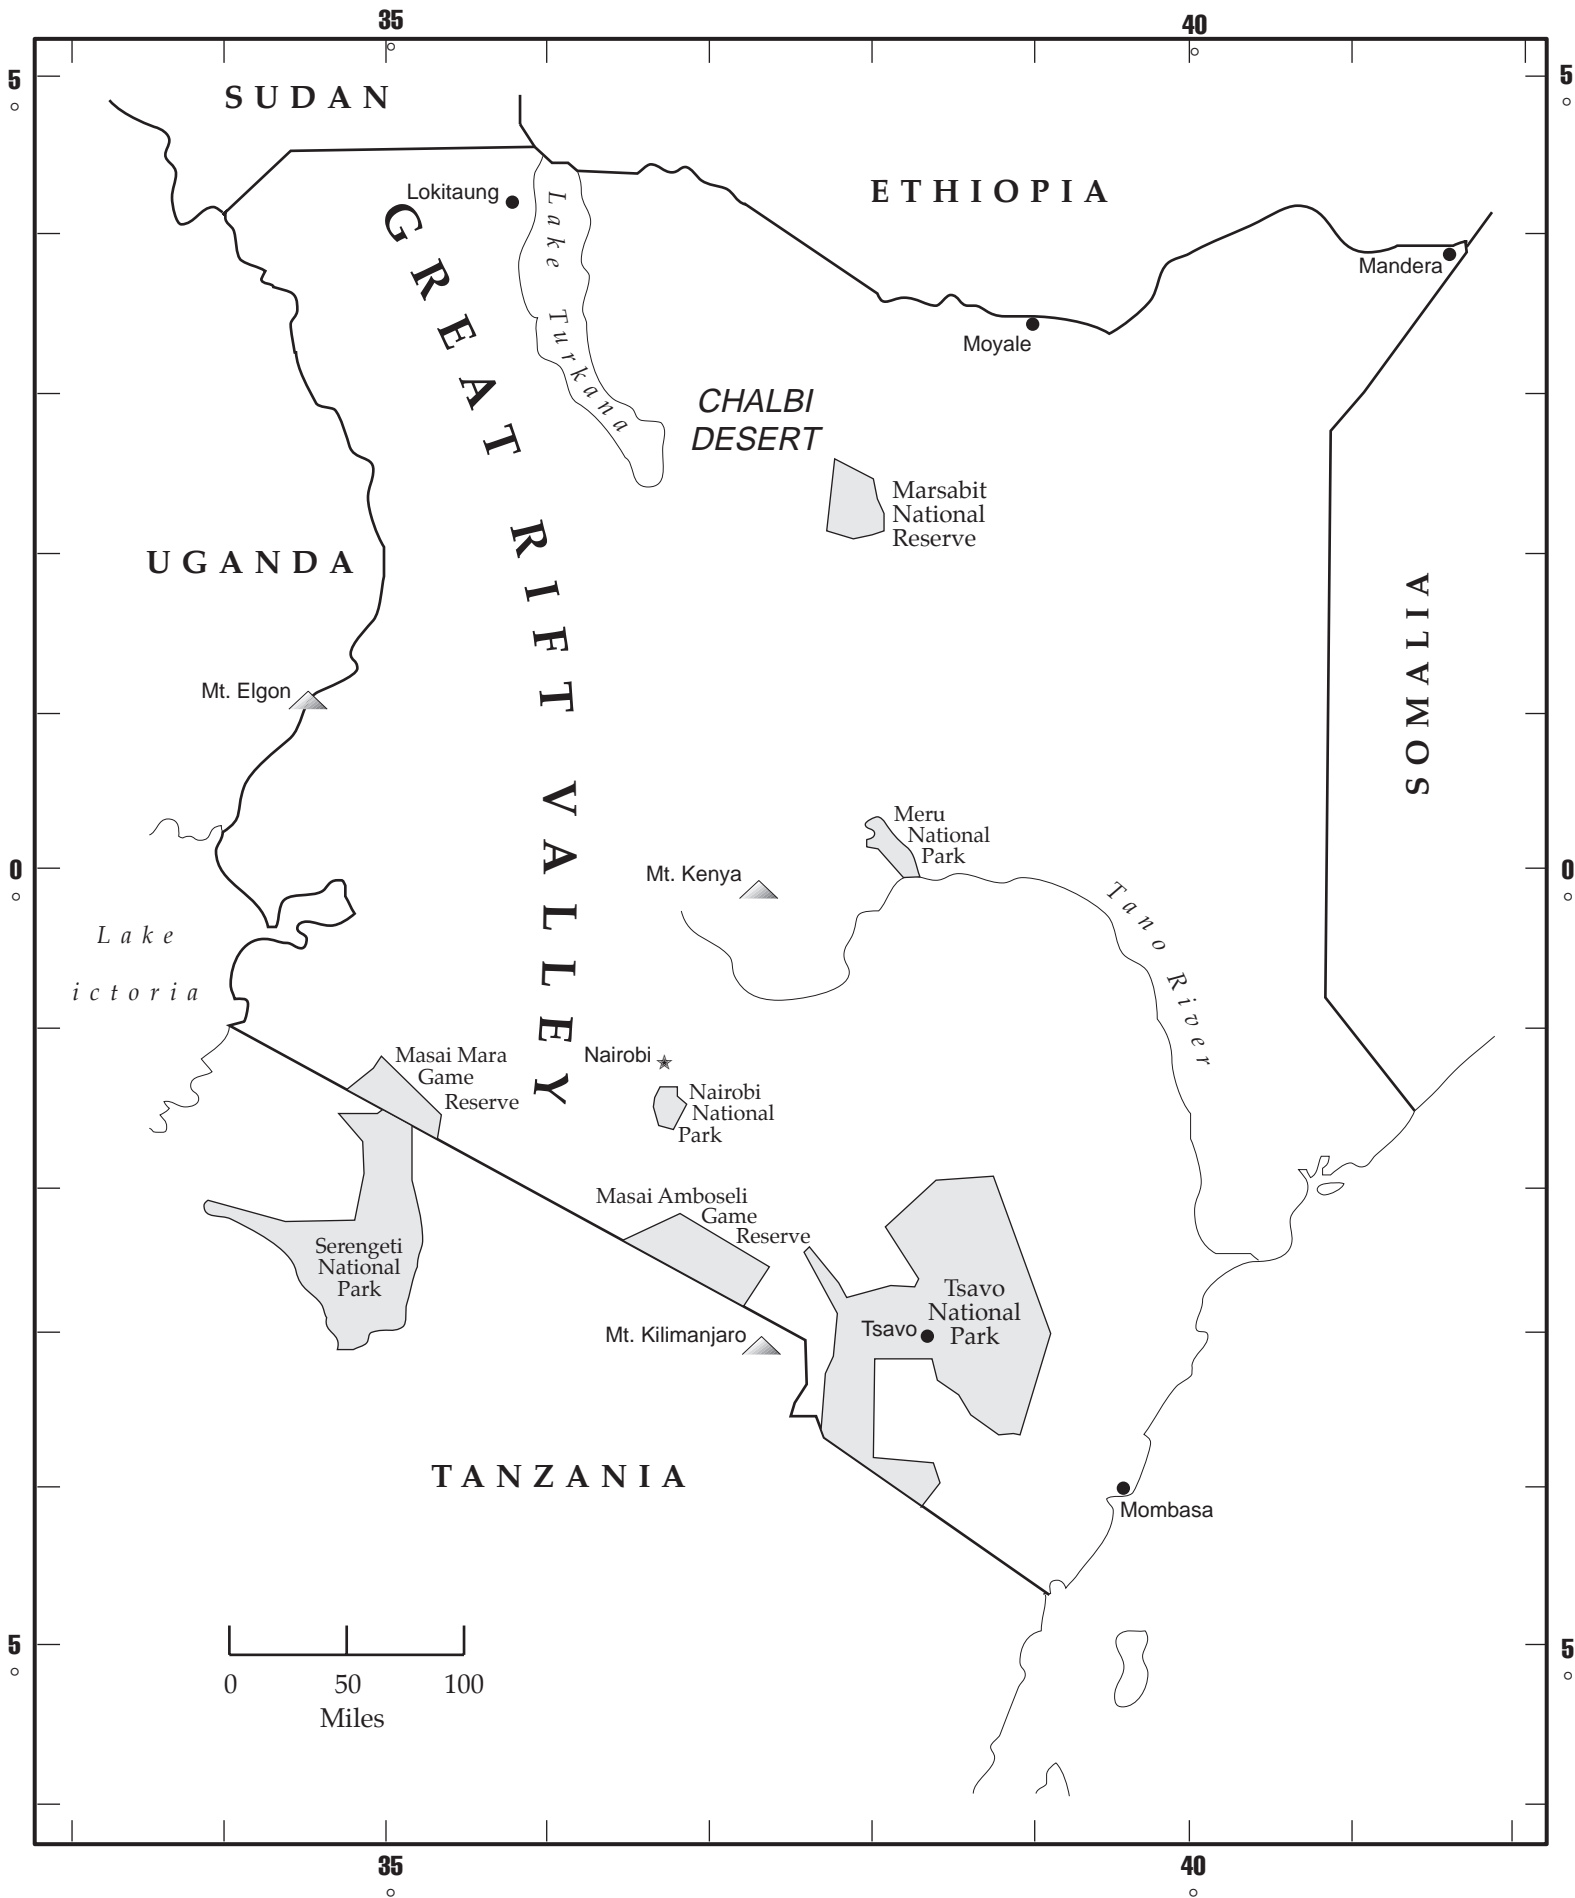 35°
40°
5°
5°
SUDAN
ETHIOPIA
Lokitaung
Lake Turkana
GREAT RIFT VALLEY
Mandera
Moyale
CHALBI
DESERT
Marsabit
National
Reserve
UGANDA
SOMALIA
Mt. Elgon
Meru
National
Park
0°
0°
Mt. Kenya
Tano River
Lake
ictoria
Nairobi
Masai Mara
Game
Reserve
Nairobi
National
Park
Masai Amboseli
Game
Reserve
Serengeti
National
Park
Tsavo
National
Park
Tsavo
Mt. Kilimanjaro
TANZANIA
Mombasa
5°
5°
0 50 100
Miles
35°
40°